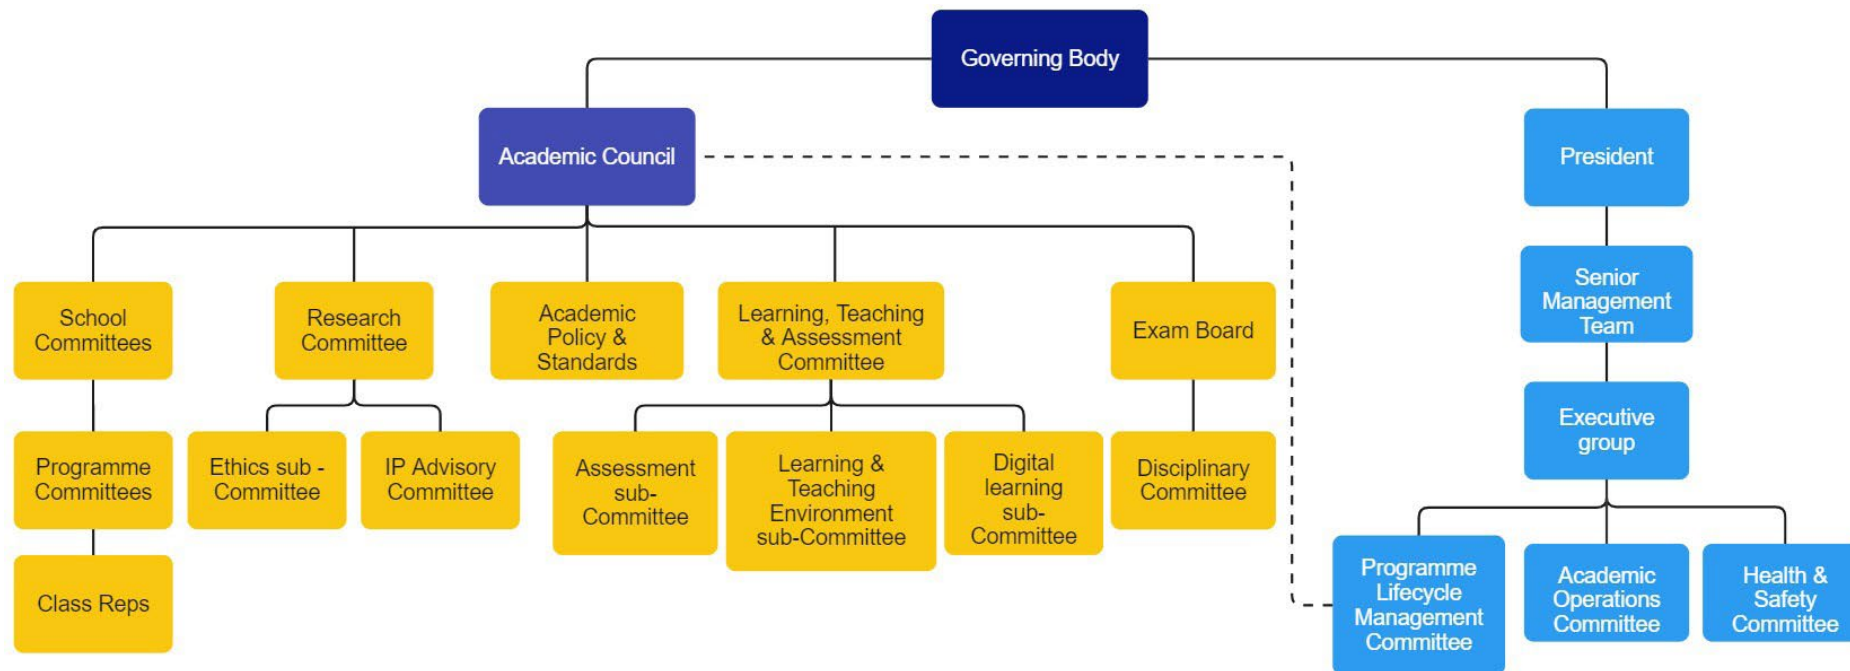 Governing Body
Academic Council
President
Senior
Management
Team
School
Committees
Research
Committee
Academic
Policy &
Standards
Learning, Teaching
& Assessment
Committee
Exam Board
Executive
group
Programme
Committees
Ethics sub -
Committee
IP Advisory
Committee
Assessment
sub-
Committee
Learning &
Teaching
Environment
sub-Committee
Digital
learning
sub-
Committee
Disciplinary
Committee
Class Reps
Programme
Lifecycle
Management
Committee
Academic
Operations
Committee
Health &
Safety
Committee